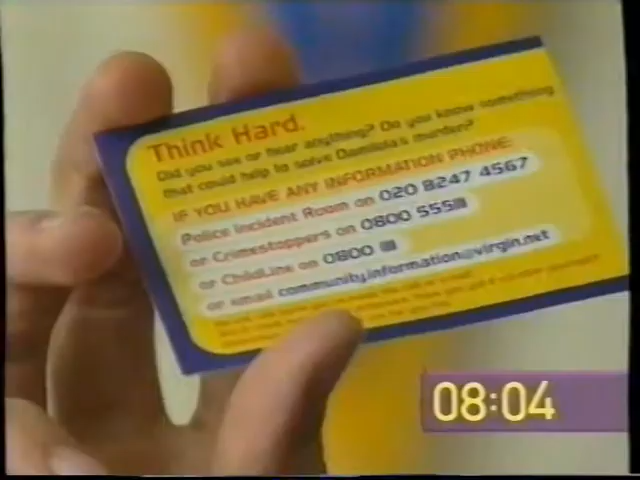 Think Hard.
Did you see or hear anything? Do you know something
that could help to solve Damilola's murder?
IF YOU HAVE ANY INFORMATION PHONE:
Police Incident Room on 020 8247 4567
or Crimestoppers on 0800 555
or ChildLine on 0800
or email community.information@virgin.net
08:04